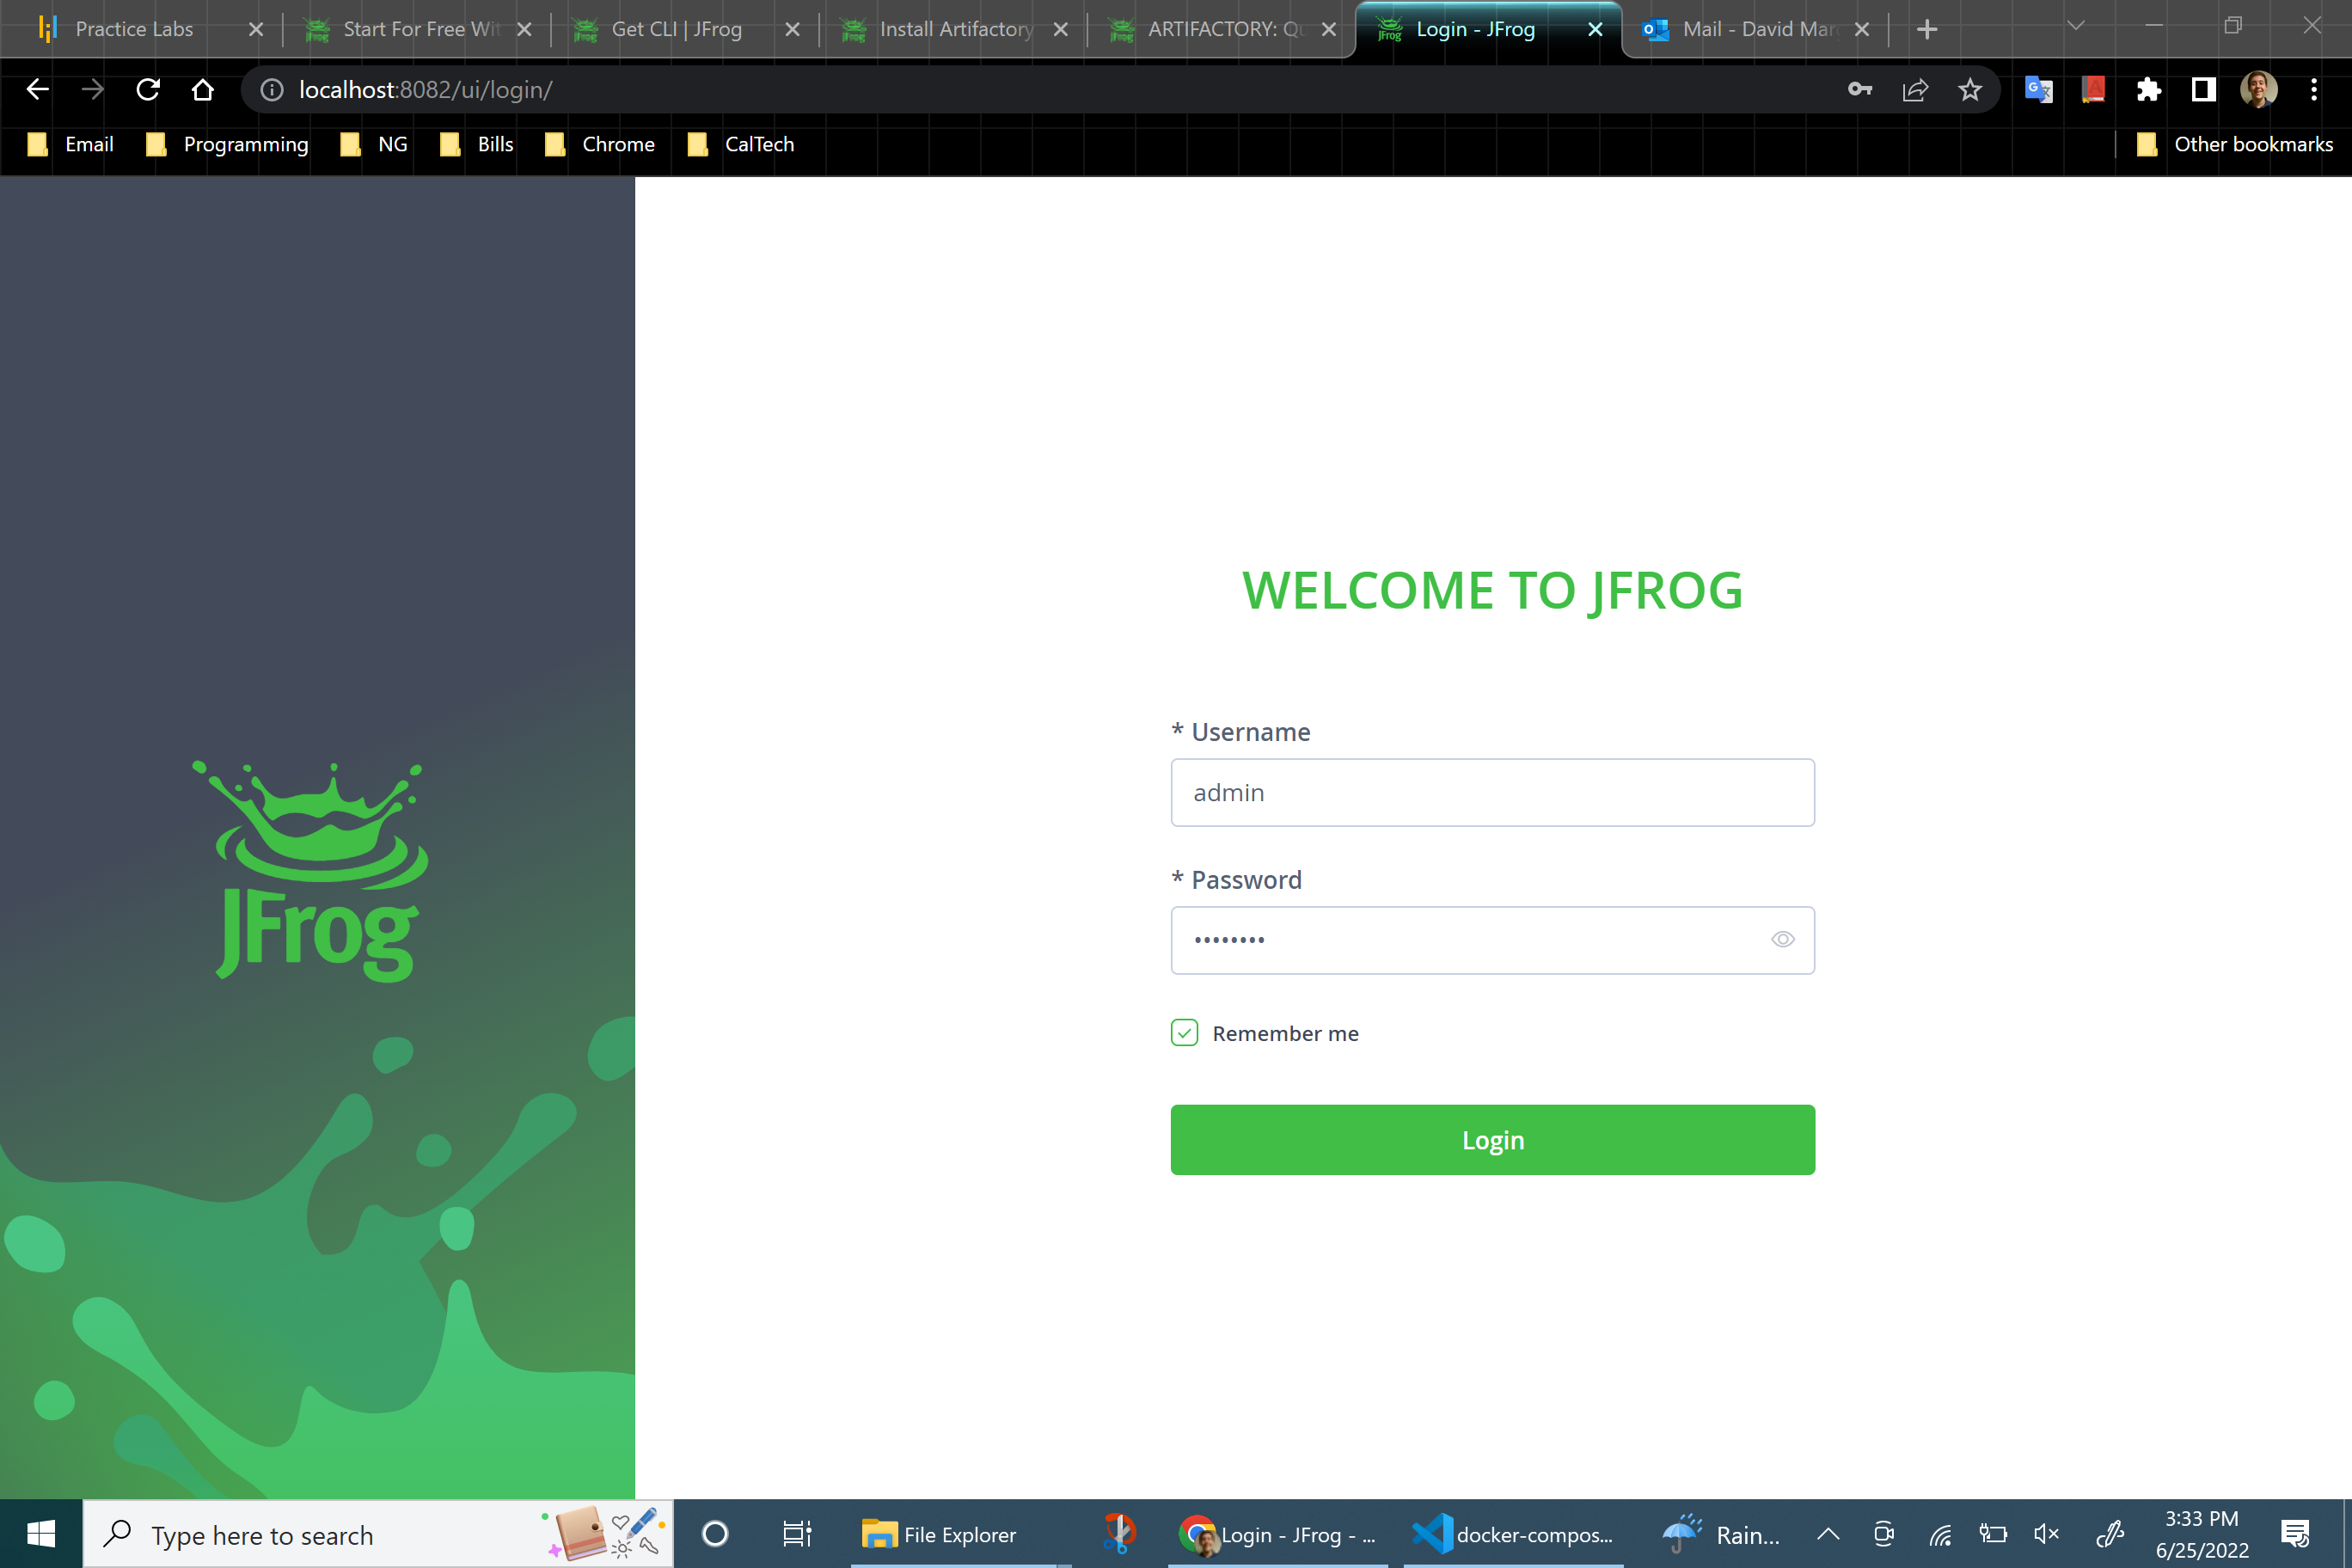 Practice Labs
Start For Free Wit
Get CLI | JFrog
Install Artifactory
ARTIFACTORY: Qu
Login - JFrog
Mail - David Mar
localhost:8082/ui/login/
Email
Programming
NG
Bills
Chrome
CalTech
Other bookmarks
JFrog
WELCOME TO JFROG
* Username
admin
* Password
••••••••
Remember me
Login
Type here to search
File Explorer
Login - JFrog - ...
docker-compos...
Rain...
3:33 PM
6/25/2022